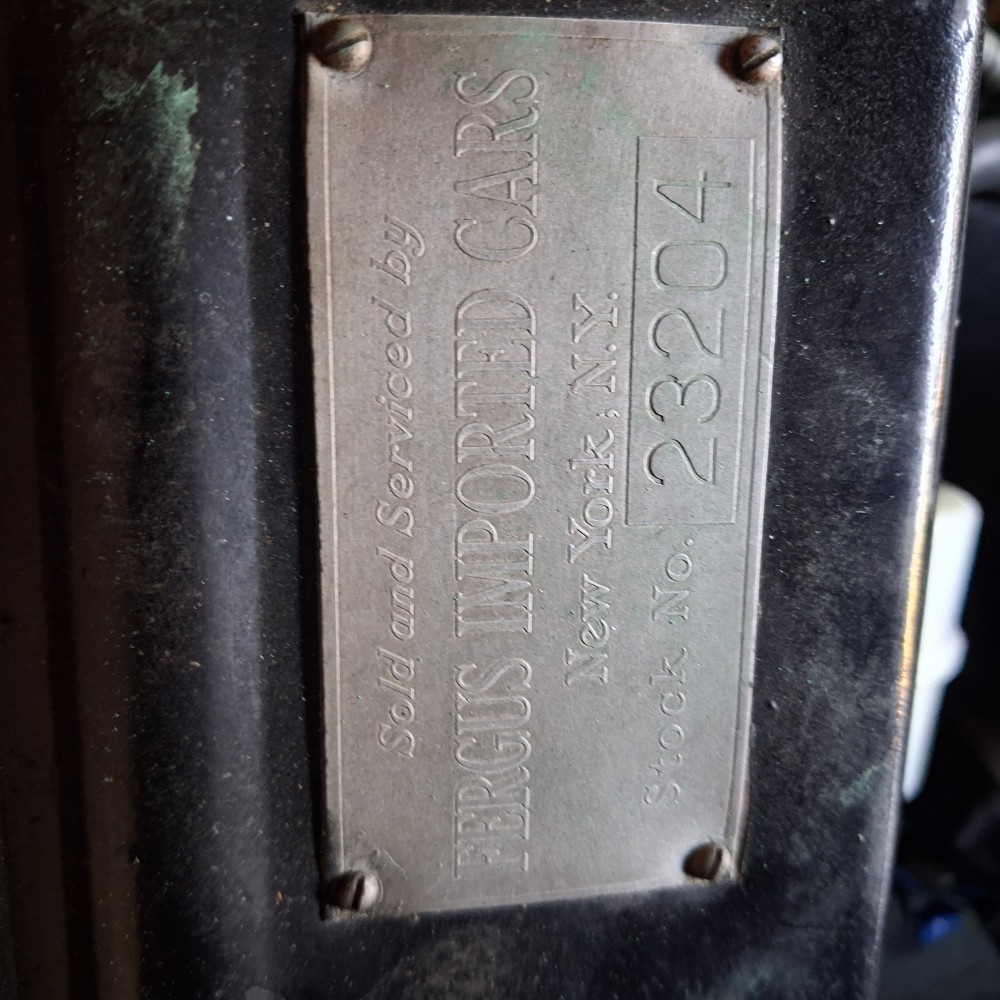 Sold and Serviced by
FERGUS IMPORTED CARS
New York, N.Y.
Stock No. 23204